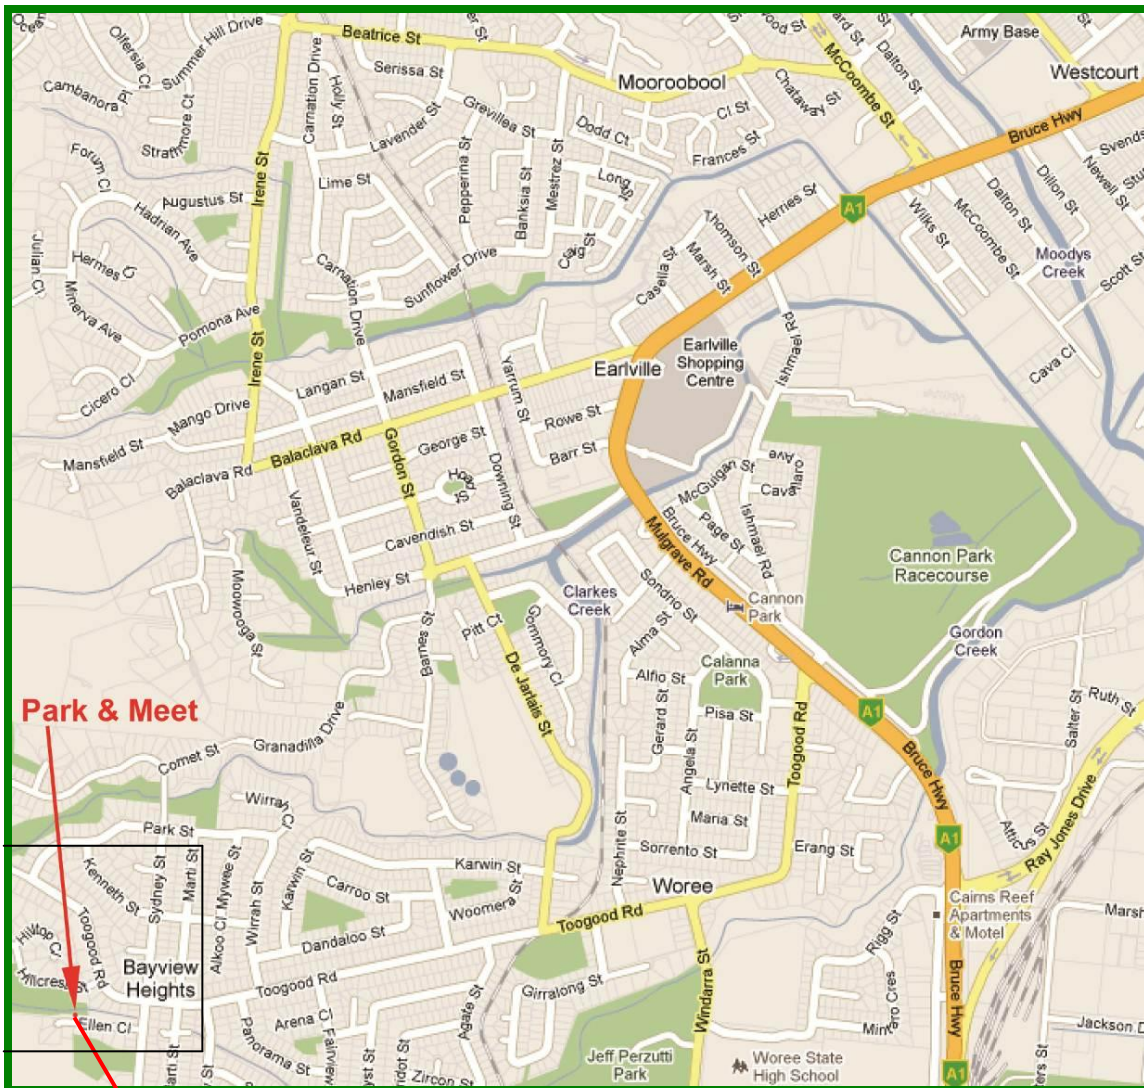 Ocean
Olfersia Ct
Summer Hill Drive
Cambanora Pl
Strathmore Ct
Beatrice St
Serissa St
Carnation Drive
Holly St
Lavender St
Grevillea St
Mooroobool
Dodd Ct
Cl St
Frances St
Chataway St
McCoombe St
Dalton St
Army Base
Westcourt
Bruce Hwy
Forum Cl
Augustus St
Hadrian Ave
Irene St
Lime St
Pepperina St
Banksia St
Mestrez St
Long St
Craig St
Sunflower Drive
Julian Cl
Hermes Cl
Minerva Ave
Pomona Ave
Cicero Cl
Carnation Drive
Casella St
Marsh St
Thomson St
Herries St
A1
Wilks St
McCoombe St
Dalton St
Dillon St
Newell St
Moodys
Creek
Scott St
Cava Cl
Irene St
Langan St
Mansfield St
Mango Drive
Mansfield St
Balaclava Rd
Balaclava Rd
Yarrum St
Earlville
Earlville
Shopping
Centre
Ishmael Rd
Rowe St
Barr St
George St
Gordon St
Head St
Downing St
Cavendish St
Vandeleur St
Henley St
Moowooga St
McGuigan St
Cavallaro Ave
Page St
Ishmael Rd
Bruce Hwy
Mulgrave Rd
Cannon Park
Racecourse
Cannon
Park
Gordon
Creek
Clarkes
Creek
Sondrio St
Alma St
Calanna
Park
Alfio St
Pisa St
Gerard St
Angela St
Lynette St
Maria St
Sorrento St
Nephrite St
Toogood Rd
Erang St
Barnes St
Pitt Ct
Gommory Cl
De Jarlais St
Granadilla Drive
Comet St
Park & Meet
A1
Bruce Hwy
Salter St
Ruth St
Attic
us St
Ray Jones Drive
A1
Wirrah Cl
Park St
Kenneth St
Sydney St
Marti St
Alkoo Cl
Mywee St
Wirrah St
Karwin St
Karwin St
Carroo St
Woomera St
Dandaloo St
Woree
Toogood Rd
Hilltop Cr
Hillcrest St
Toogood Rd
Bayview
Heights
Toogood Rd
Ellen Cl
Arena Cl
Panorama St
Agate St
Girralong St
Windarra St
Rigg St
Cairns Reef
Apartments
& Motel
Bruce Hwy
Mintaro Cres
Jeff Perzutti
Park
Woree State
High School
Zircon St
A1